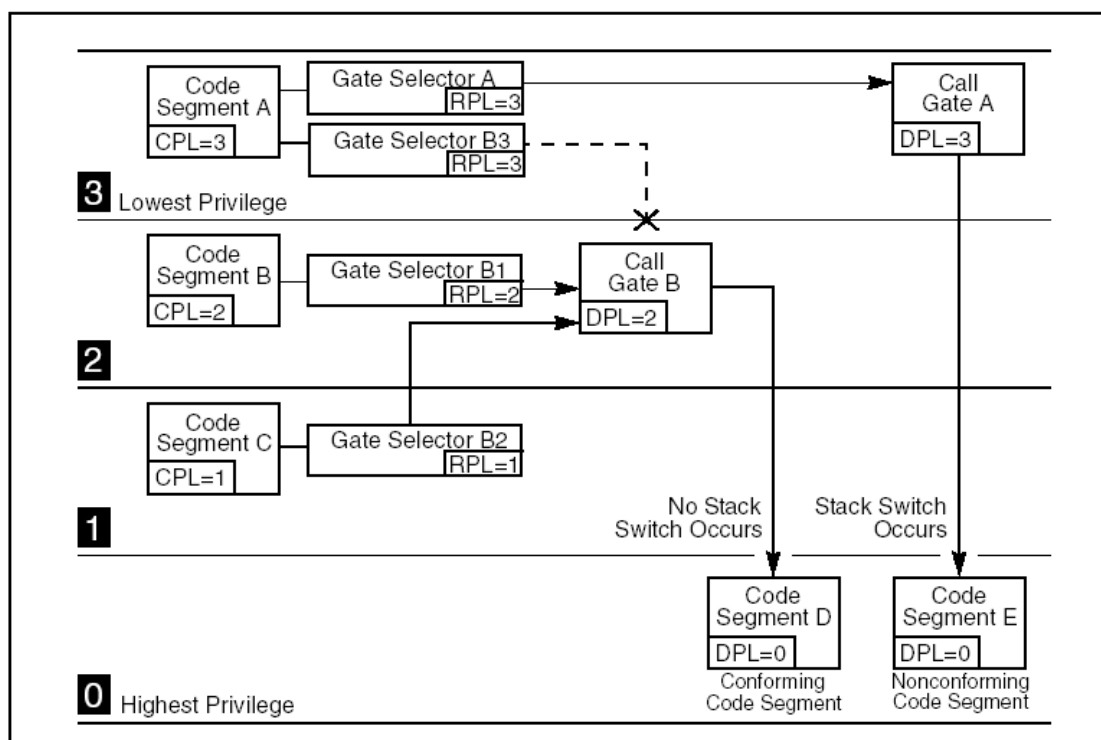 Code
Segment A
CPL=3
Gate Selector A
RPL=3
Gate Selector B3
RPL=3
Call
Gate A
DPL=3
3 Lowest Privilege
Code
Segment B
CPL=2
Gate Selector B1
RPL=2
Call
Gate B
DPL=2
2
Code
Segment C
CPL=1
Gate Selector B2
RPL=1
No Stack
Switch Occurs
Stack Switch
Occurs
1
Code
Segment D
DPL=0
Conforming
Code Segment
Code
Segment E
DPL=0
Nonconforming
Code Segment
0 Highest Privilege